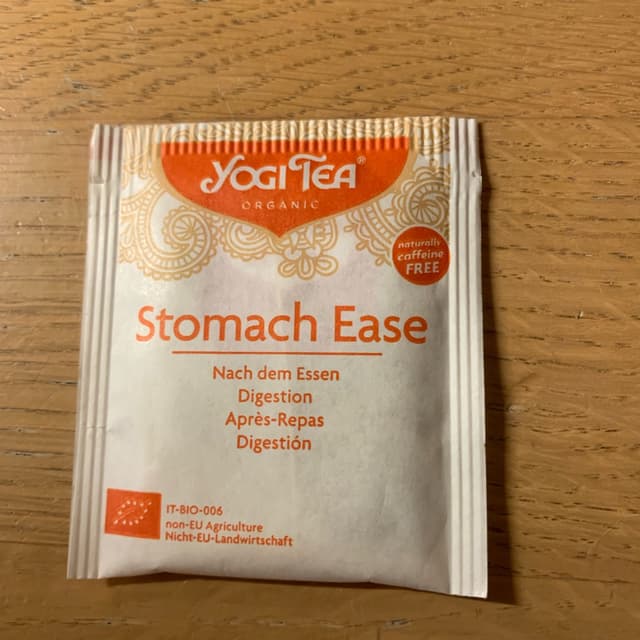 YOGI TEA®
ORGANIC
naturally
caffeine
FREE
Stomach Ease
Nach dem Essen
Digestion
Après-Repas
Digestión
IT-BIO-006
non-EU Agriculture
Nicht-EU-Landwirtschaft